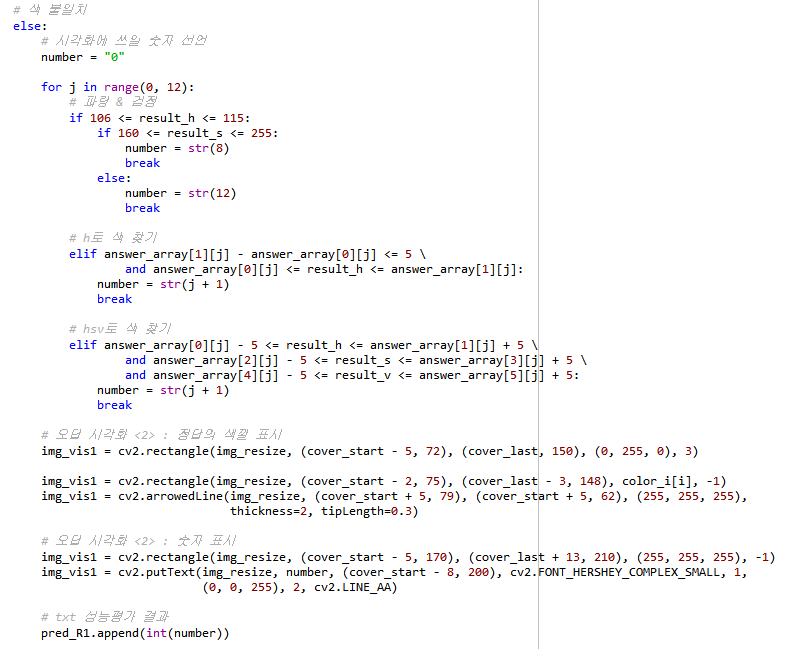 # 색 불일치
else:
    # 시각화에 쓰일 숫자 선언
    number = "0"
    for j in range(0, 12):
        # 파랑 & 검정
        if 106 <= result_h <= 115:
            if 160 <= result_s <= 255:
                number = str(8)
                break
            else:
                number = str(12)
                break
        # h로 색 찾기
        elif answer_array[1][j] - answer_array[0][j] <= 5 \
                and answer_array[0][j] <= result_h <= answer_array[1][j]:
            number = str(j + 1)
            break
        # hsv로 색 찾기
        elif answer_array[0][j] - 5 <= result_h <= answer_array[1][j] + 5 \
                and answer_array[2][j] - 5 <= result_s <= answer_array[3][j] + 5 \
                and answer_array[4][j] - 5 <= result_v <= answer_array[5][j] + 5:
            number = str(j + 1)
            break
    # 오답 시각화 <2> : 정답의 색깔 표시
    img_vis1 = cv2.rectangle(img_resize, (cover_start - 5, 72), (cover_last, 150), (0, 255, 0), 3)
    img_vis1 = cv2.rectangle(img_resize, (cover_start - 2, 75), (cover_last - 3, 148), color_i[i], -1)
    img_vis1 = cv2.arrowedLine(img_resize, (cover_start + 5, 79), (cover_start + 5, 62), (255, 255, 255),
                               thickness=2, tipLength=0.3)
    # 오답 시각화 <2> : 숫자 표시
    img_vis1 = cv2.rectangle(img_resize, (cover_start - 5, 170), (cover_last + 13, 210), (255, 255, 255), -1)
    img_vis1 = cv2.putText(img_resize, number, (cover_start - 8, 200), cv2.FONT_HERSHEY_COMPLEX_SMALL, 1,
                           (0, 0, 255), 2, cv2.LINE_AA)
    # txt 성능평가 결과
    pred_R1.append(int(number))